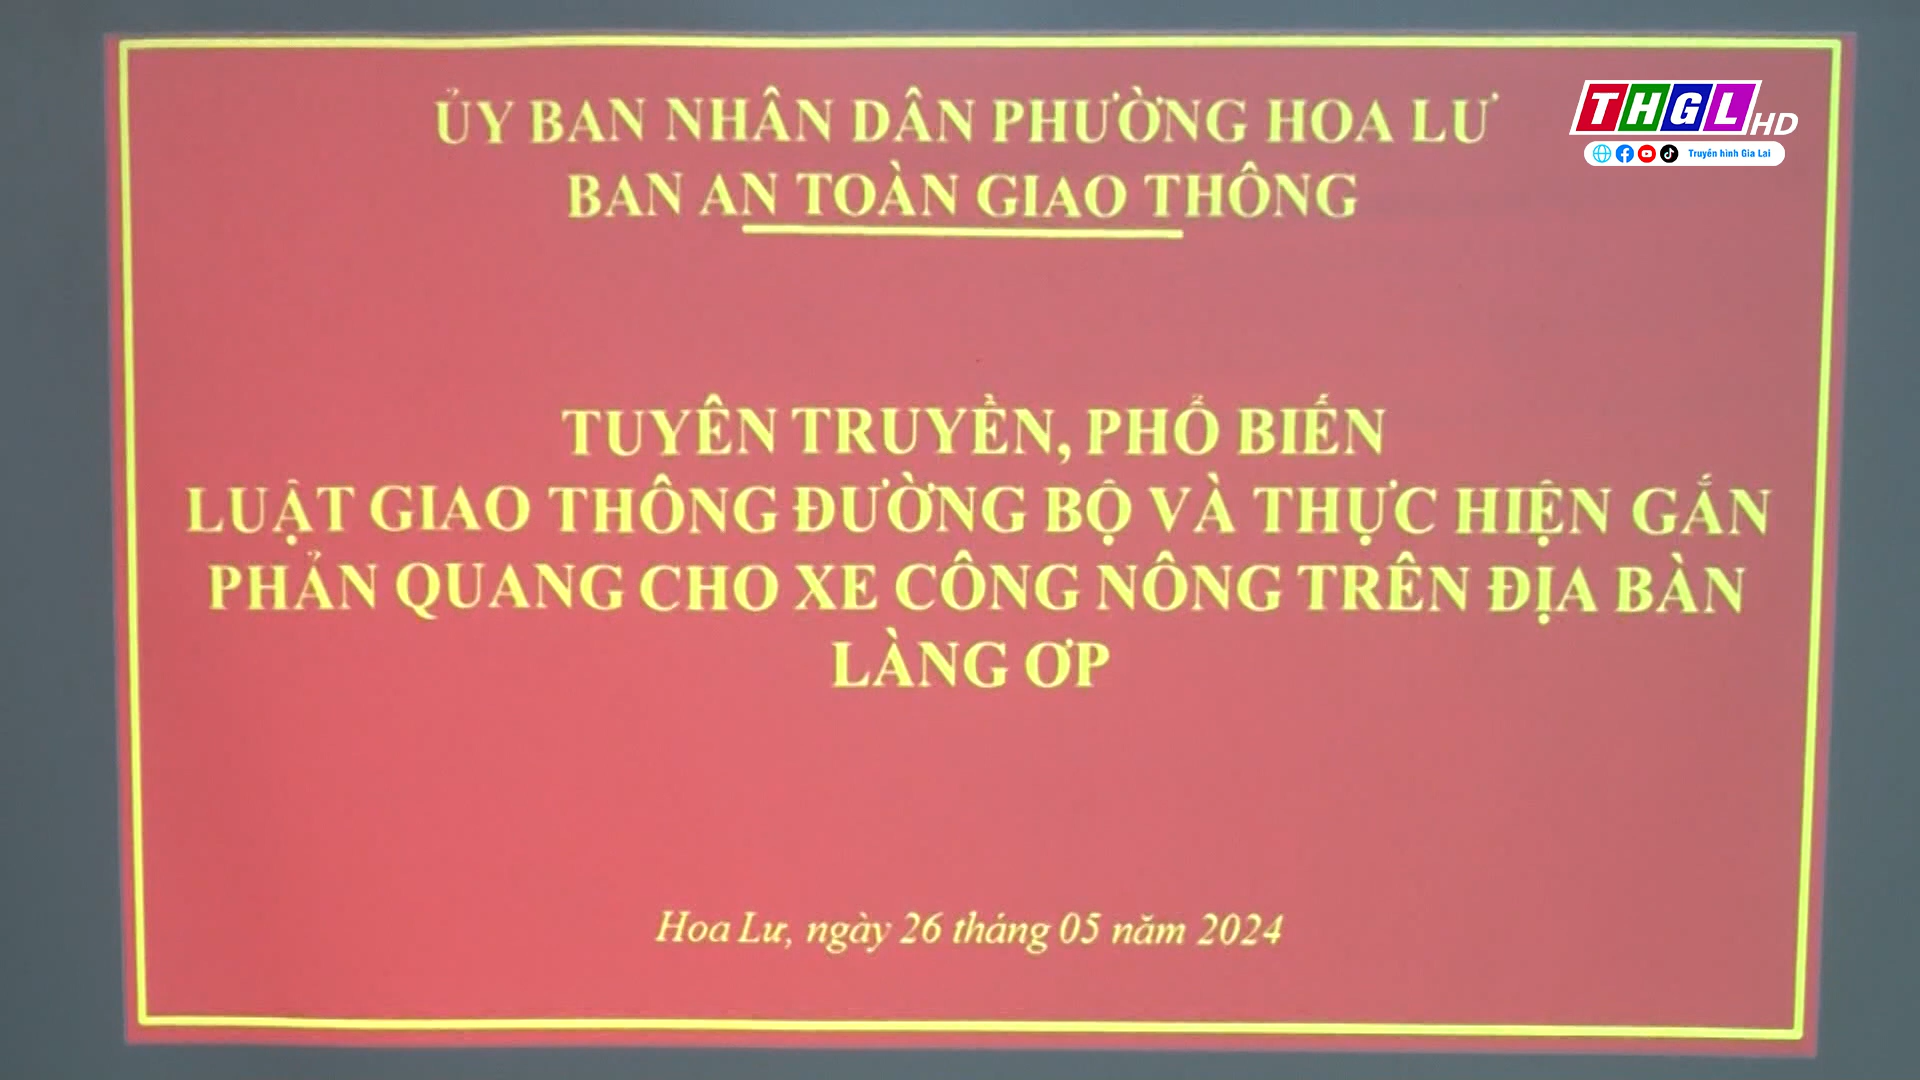 ỦY BAN NHÂN DÂN PHƯỜNG HOA LƯ
BAN AN TOÀN GIAO THÔNG
THGL HD
Truyền hình Gia Lai
TUYÊN TRUYỀN, PHỔ BIẾN
LUẬT GIAO THÔNG ĐƯỜNG BỘ VÀ THỰC HIỆN GẮN
PHẢN QUANG CHO XE CÔNG NÔNG TRÊN ĐỊA BÀN
LÀNG ƠP
Hoa Lư, ngày 26 tháng 05 năm 2024